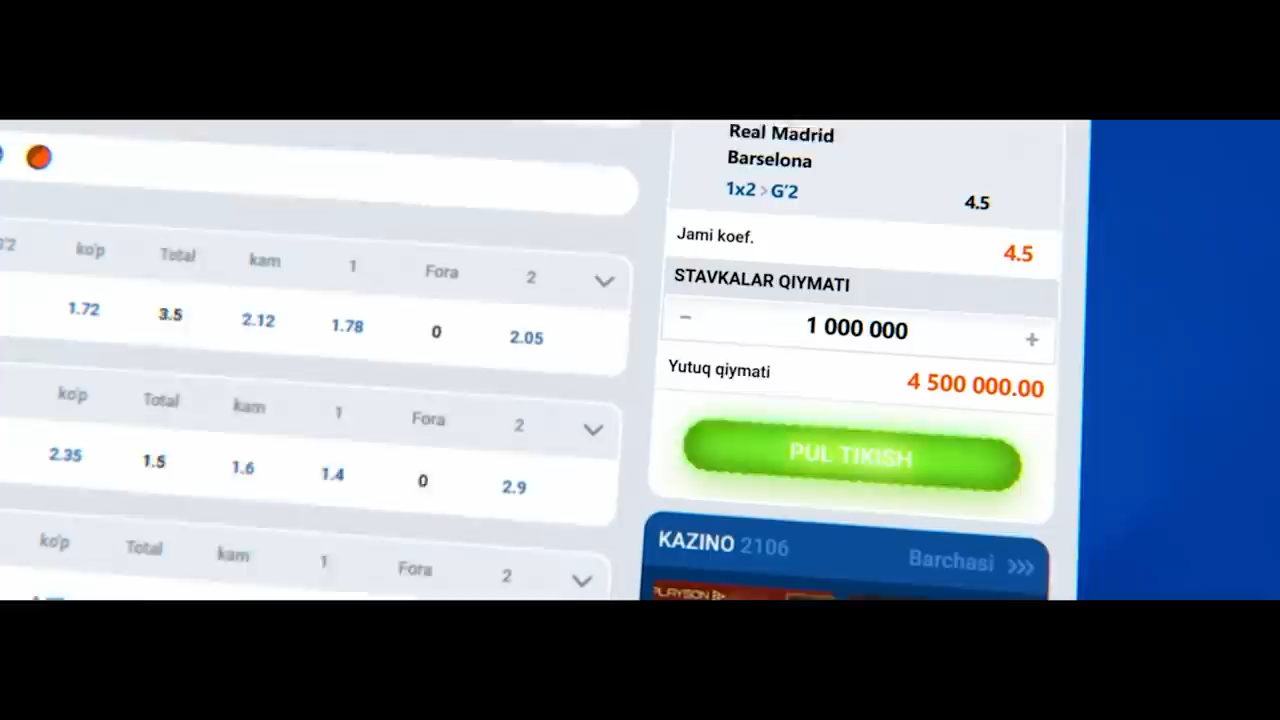 Real Madrid
Barselona
1x2 > G'2 4.5
Jami koef. 4.5
STAVKALAR QIYMATI
− 1 000 000 +
Yutuq qiymati 4 500 000.00
PUL TIKISH
KAZINO 2106 Barchasi >>>
G'2 ko'p Total kam 1 Fora 2
1.72 3.5 2.12 1.78 0 2.05
ko'p Total kam 1 Fora 2
2.35 1.5 1.6 1.4 0 2.9
ko'p Total kam 1 Fora 2